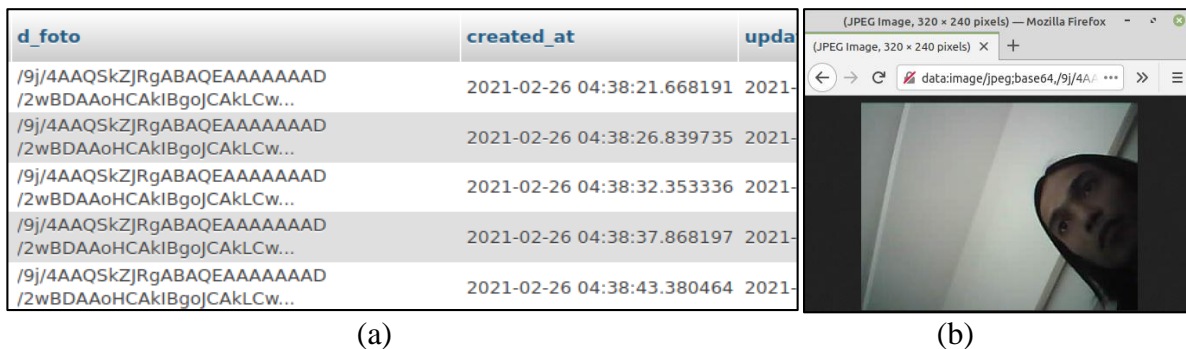 d_foto created_at upda
/9j/4AAQSkZJRgABAQEAAAAAAAD
/2wBDAAoHCAkIBgoJCAkLCw... 2021-02-26 04:38:21.668191 2021-
/9j/4AAQSkZJRgABAQEAAAAAAAD
/2wBDAAoHCAkIBgoJCAkLCw... 2021-02-26 04:38:26.839735 2021-
/9j/4AAQSkZJRgABAQEAAAAAAAD
/2wBDAAoHCAkIBgoJCAkLCw... 2021-02-26 04:38:32.353336 2021-
/9j/4AAQSkZJRgABAQEAAAAAAAD
/2wBDAAoHCAkIBgoJCAkLCw... 2021-02-26 04:38:37.868197 2021-
/9j/4AAQSkZJRgABAQEAAAAAAAD
/2wBDAAoHCAkIBgoJCAkLCw... 2021-02-26 04:38:43.380464 2021-
(a)
(JPEG Image, 320 × 240 pixels) — Mozilla Firefox
(JPEG Image, 320 × 240 pixels)
data:image/jpeg;base64,/9j/4AA
(b)